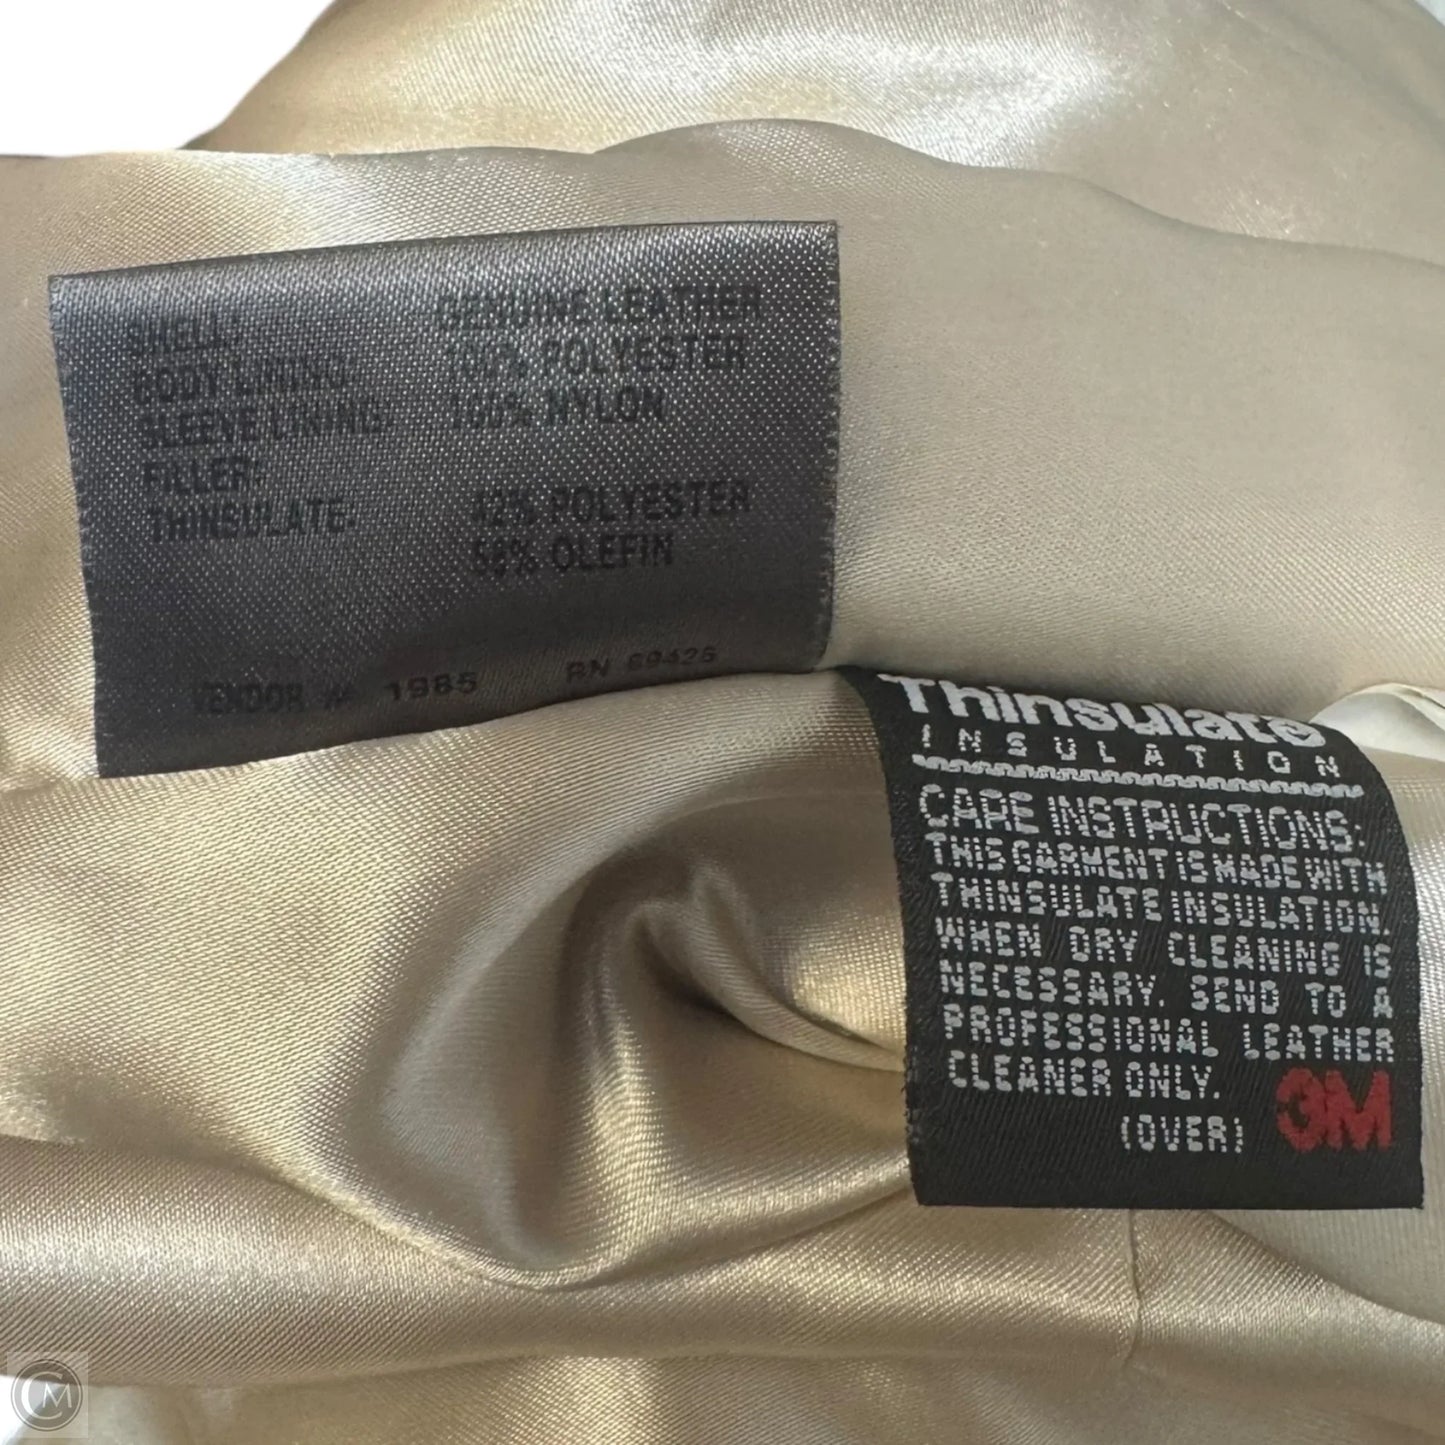 SHELL: GENUINE LEATHER
BODY LINING: 100% POLYESTER
SLEEVE LINING: 100% NYLON
FILLER:
THINSULATE: 42% POLYESTER
58% OLEFIN
VENDOR # 1985 RN 89426
Thinsulate
INSULATION
CARE INSTRUCTIONS:
THIS GARMENT IS MADE WITH
THINSULATE INSULATION.
WHEN DRY CLEANING IS
NECESSARY, SEND TO A
PROFESSIONAL LEATHER
CLEANER ONLY.
(OVER) 3M
CM